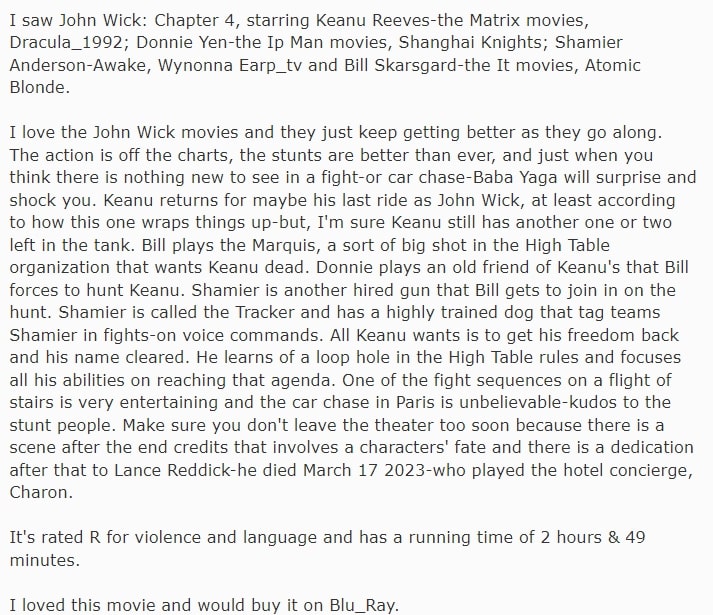 I saw John Wick: Chapter 4, starring Keanu Reeves-the Matrix movies,
Dracula_1992; Donnie Yen-the Ip Man movies, Shanghai Knights; Shamier
Anderson-Awake, Wynonna Earp_tv and Bill Skarsgard-the It movies, Atomic
Blonde.

I love the John Wick movies and they just keep getting better as they go along.
The action is off the charts, the stunts are better than ever, and just when you
think there is nothing new to see in a fight-or car chase-Baba Yaga will surprise and
shock you. Keanu returns for maybe his last ride as John Wick, at least according
to how this one wraps things up-but, I'm sure Keanu still has another one or two
left in the tank. Bill plays the Marquis, a sort of big shot in the High Table
organization that wants Keanu dead. Donnie plays an old friend of Keanu's that Bill
forces to hunt Keanu. Shamier is another hired gun that Bill gets to join in on the
hunt. Shamier is called the Tracker and has a highly trained dog that tag teams
Shamier in fights-on voice commands. All Keanu wants is to get his freedom back
and his name cleared. He learns of a loop hole in the High Table rules and focuses
all his abilities on reaching that agenda. One of the fight sequences on a flight of
stairs is very entertaining and the car chase in Paris is unbelievable-kudos to the
stunt people. Make sure you don't leave the theater too soon because there is a
scene after the end credits that involves a characters' fate and there is a dedication
after that to Lance Reddick-he died March 17 2023-who played the hotel concierge,
Charon.

It's rated R for violence and language and has a running time of 2 hours & 49
minutes.

I loved this movie and would buy it on Blu_Ray.